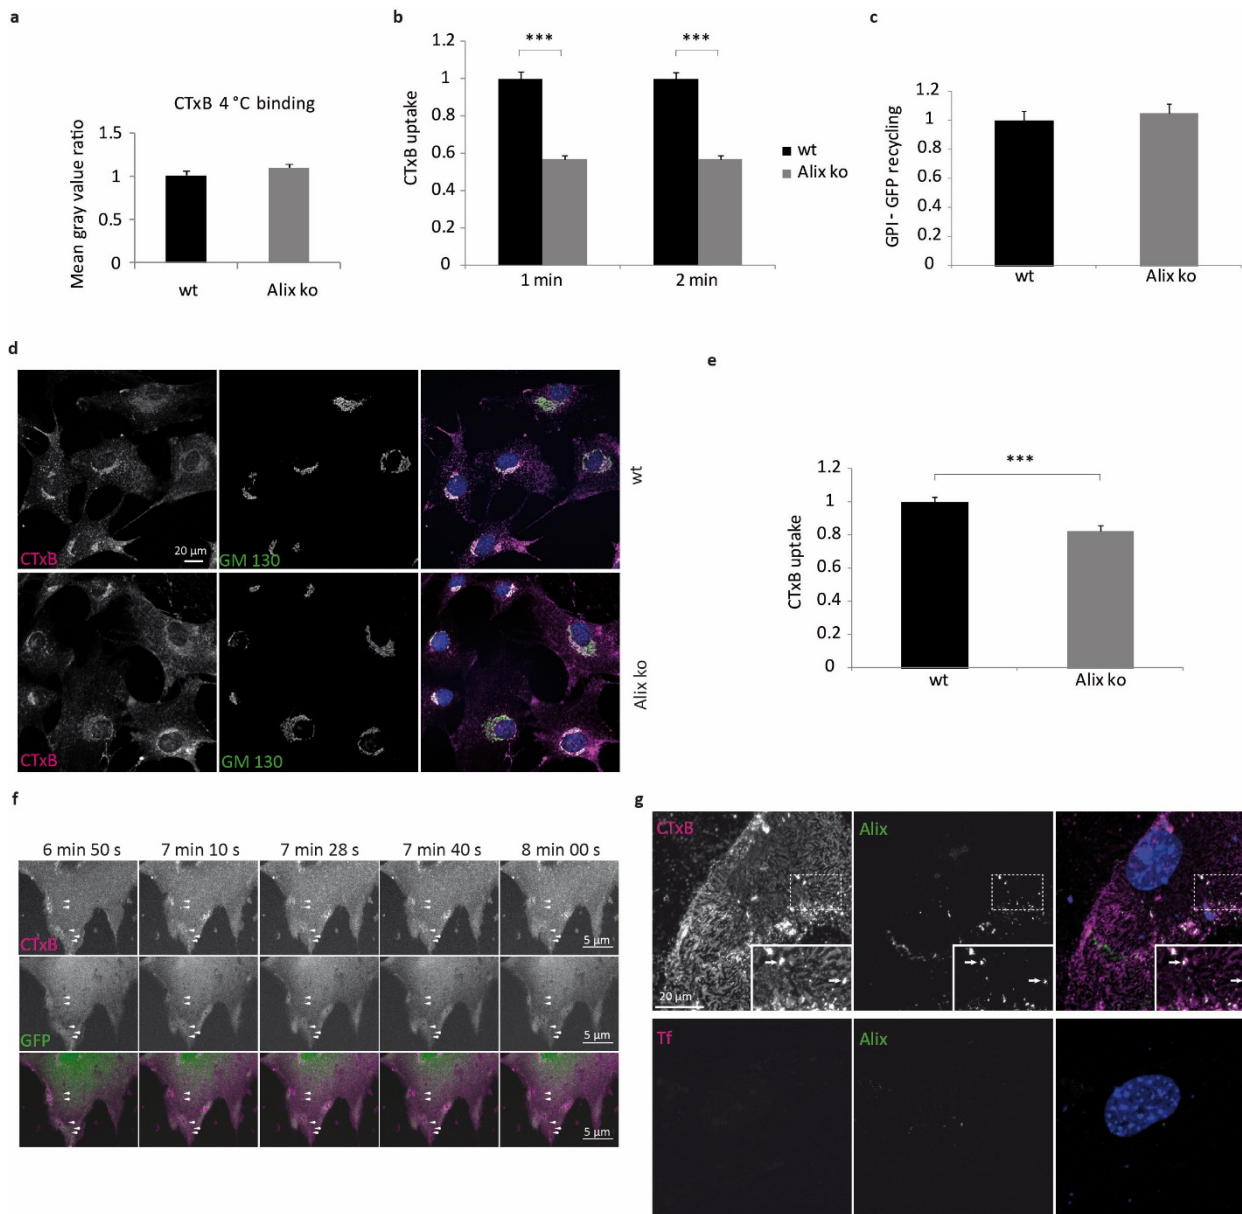 a
CTxB 4 °C binding
Mean gray value ratio
1.5
1
0.5
0
wt
Alix ko
b
CTxB uptake
1.2
1
0.8
0.6
0.4
0.2
0
***
***
1 min
2 min
wt
Alix ko
c
GPI - GFP recycling
1.2
1
0.8
0.6
0.4
0.2
0
wt
Alix ko
d
CTxB
20 µm
GM 130
wt
CTxB
GM 130
Alix ko
e
CTxB uptake
1.2
1
0.8
0.6
0.4
0.2
0
***
wt
Alix ko
f
6 min 50 s
7 min 10 s
7 min 28 s
7 min 40 s
8 min 00 s
CTxB
5 µm
GFP
5 µm
5 µm
g
CTxB
Alix
20 µm
Tf
Alix